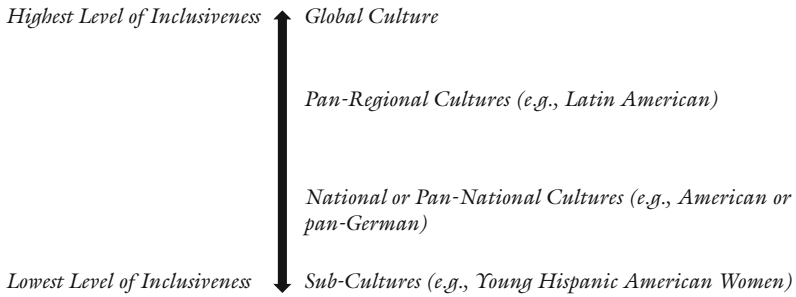 Highest Level of Inclusiveness Global Culture
Pan-Regional Cultures (e.g., Latin American)
National or Pan-National Cultures (e.g., American or
pan-German)
Lowest Level of Inclusiveness Sub-Cultures (e.g., Young Hispanic American Women)